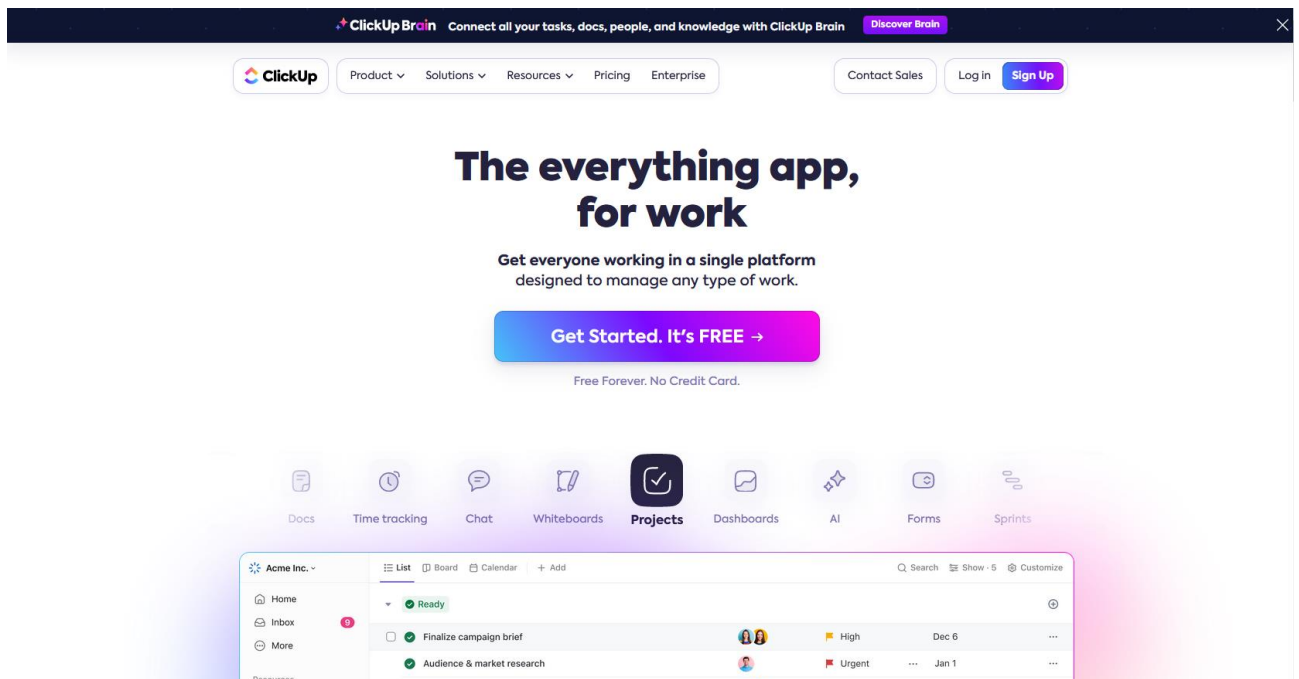 ClickUp Brain Connect all your tasks, docs, people, and knowledge with ClickUp Brain Discover Brain
ClickUp Product Solutions Resources Pricing Enterprise Contact Sales Log in Sign Up
The everything app,
for work
Get everyone working in a single platform
designed to manage any type of work.
Get Started. It's FREE →
Free Forever. No Credit Card.
Docs Time tracking Chat Whiteboards Projects Dashboards AI Forms Sprints
Acme Inc. List Board Calendar + Add Search Show · 5 Customize
Home
Ready
Inbox 9
Finalize campaign brief High Dec 6
More
Audience & market research Urgent Jan 1